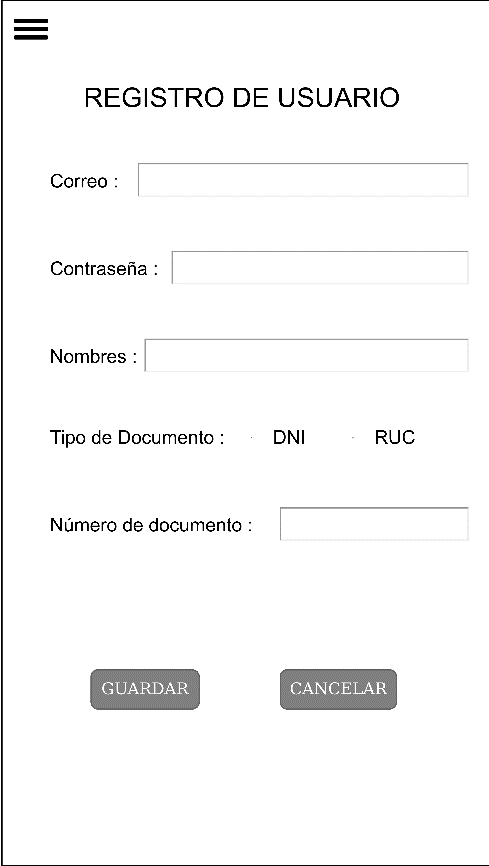 REGISTRO DE USUARIO
Correo :
Contraseña :
Nombres :
Tipo de Documento : DNI RUC
Número de documento :
GUARDAR CANCELAR